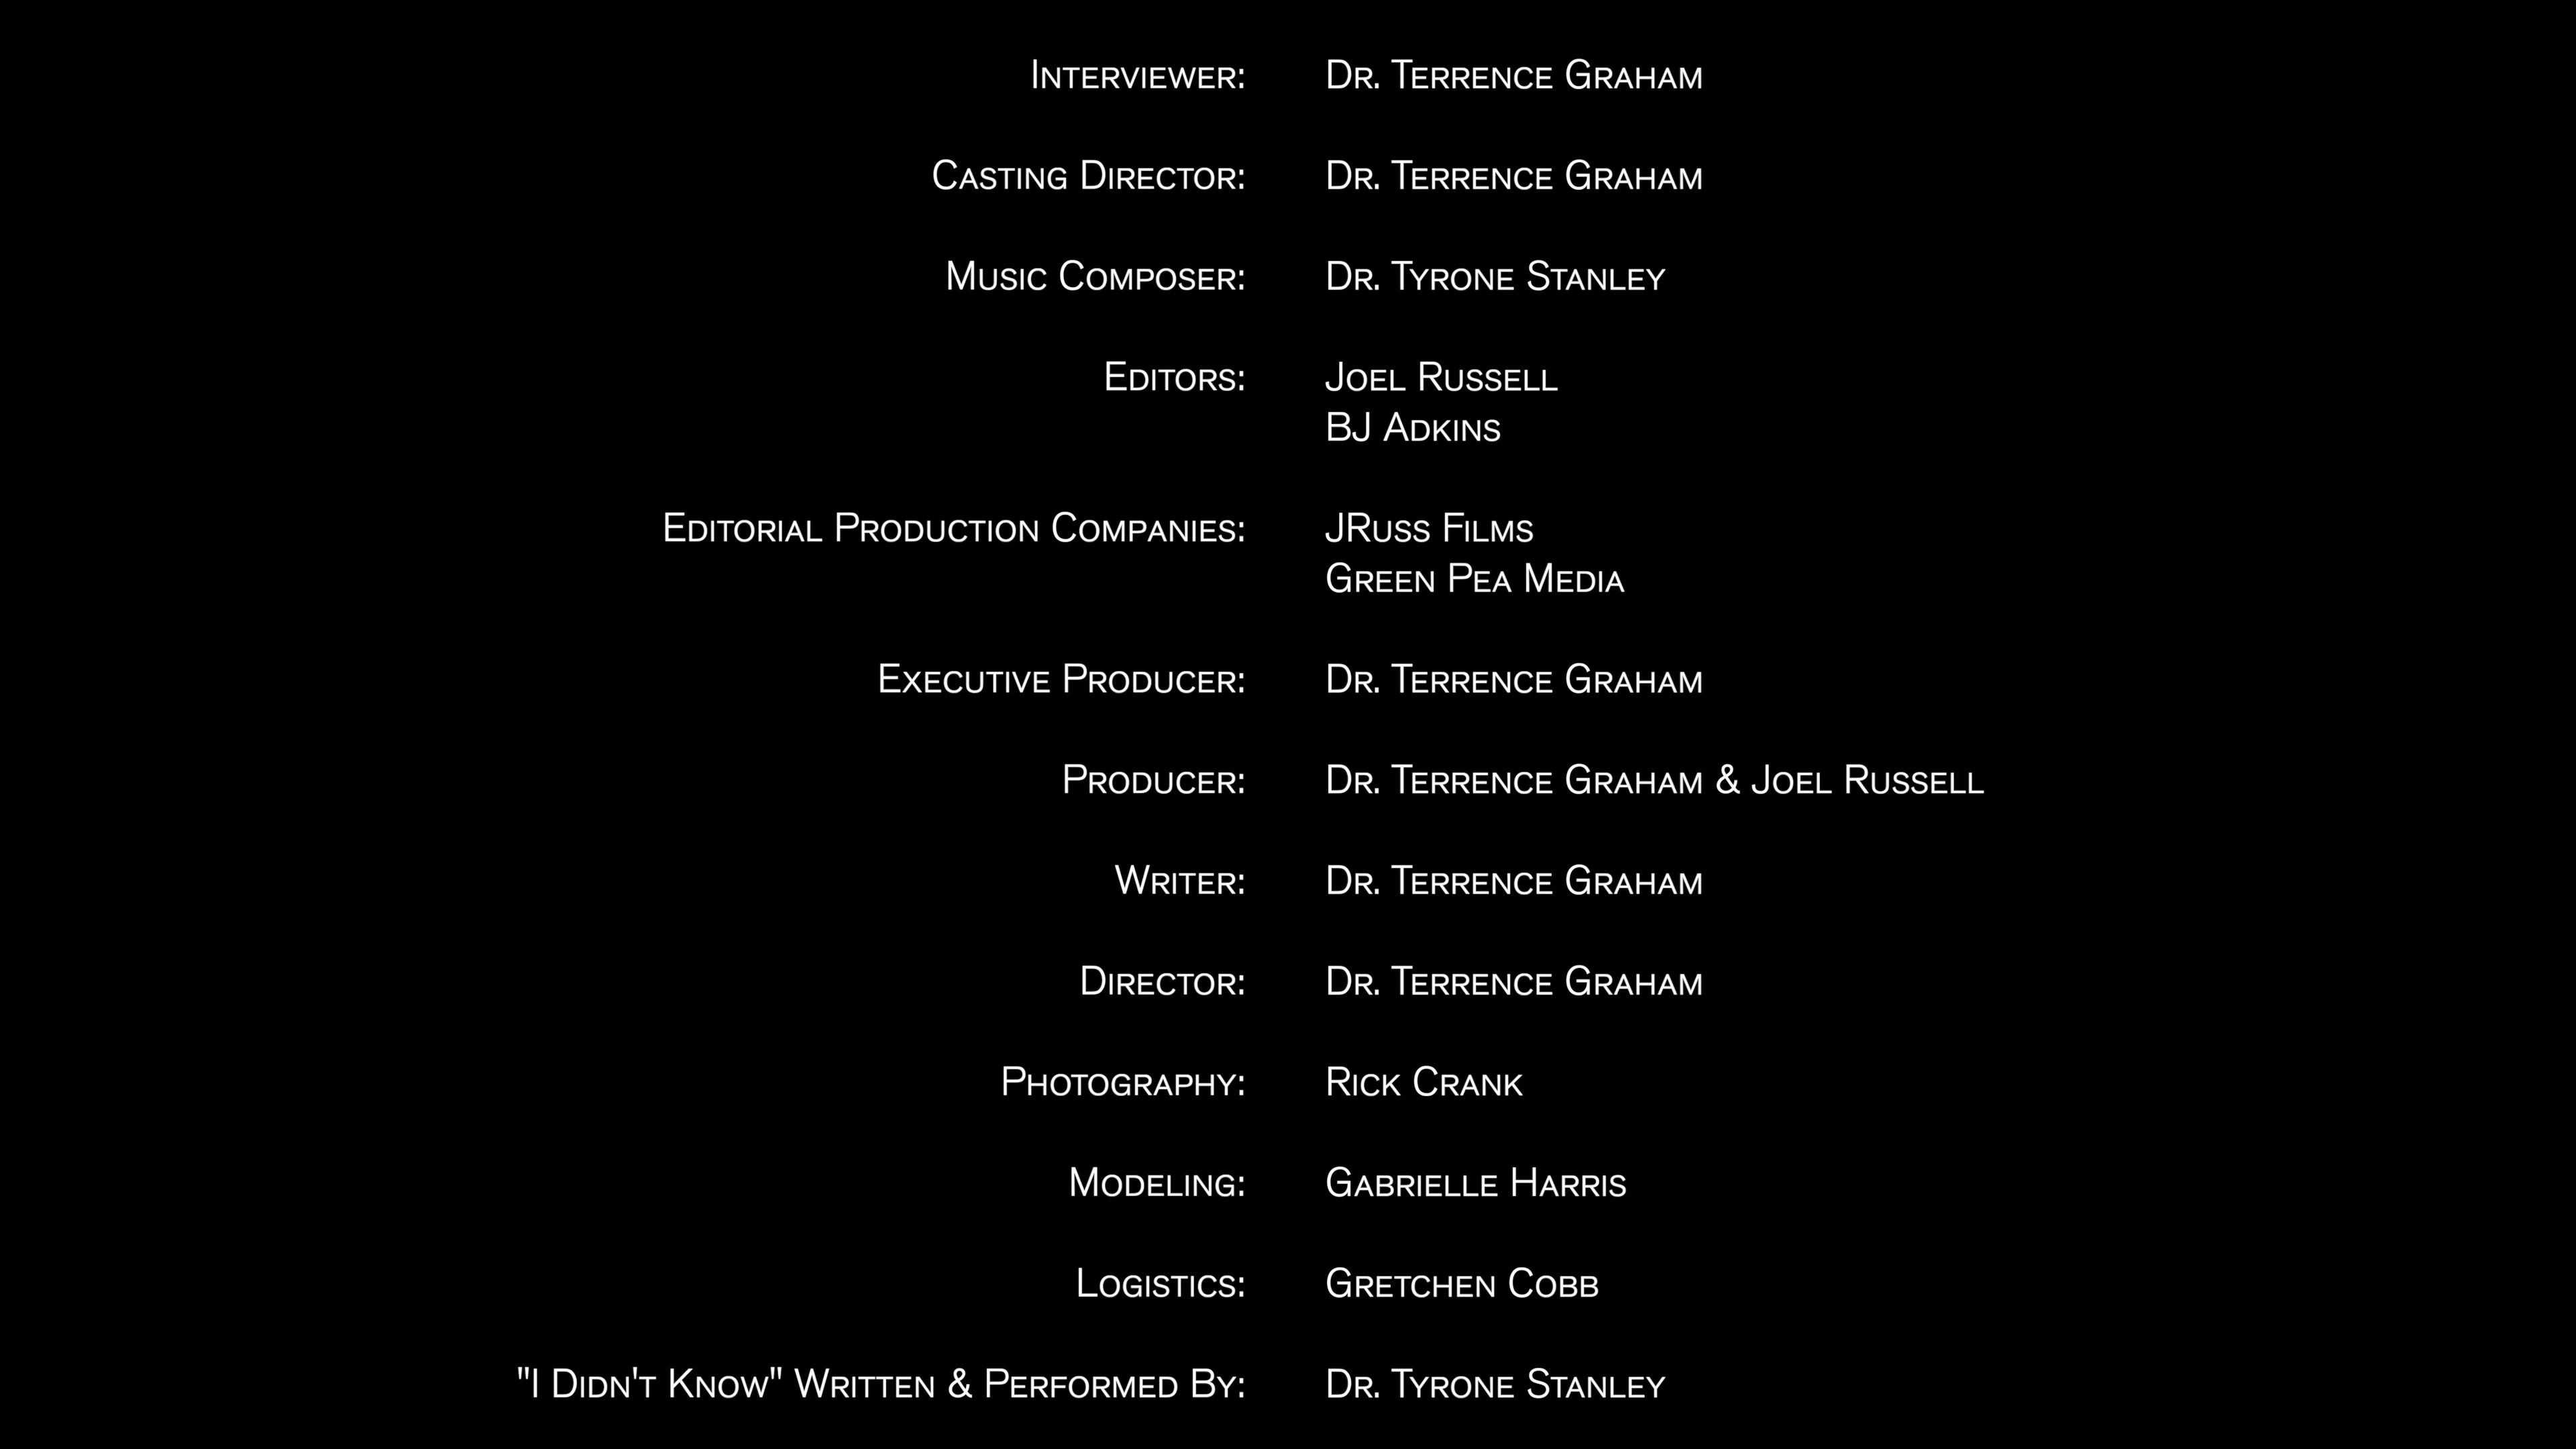 Interviewer: Dr. Terrence Graham
Casting Director: Dr. Terrence Graham
Music Composer: Dr. Tyrone Stanley
Editors: Joel Russell
BJ Adkins
Editorial Production Companies: JRuss Films
Green Pea Media
Executive Producer: Dr. Terrence Graham
Producer: Dr. Terrence Graham & Joel Russell
Writer: Dr. Terrence Graham
Director: Dr. Terrence Graham
Photography: Rick Crank
Modeling: Gabrielle Harris
Logistics: Gretchen Cobb
"I Didn't Know" Written & Performed By: Dr. Tyrone Stanley